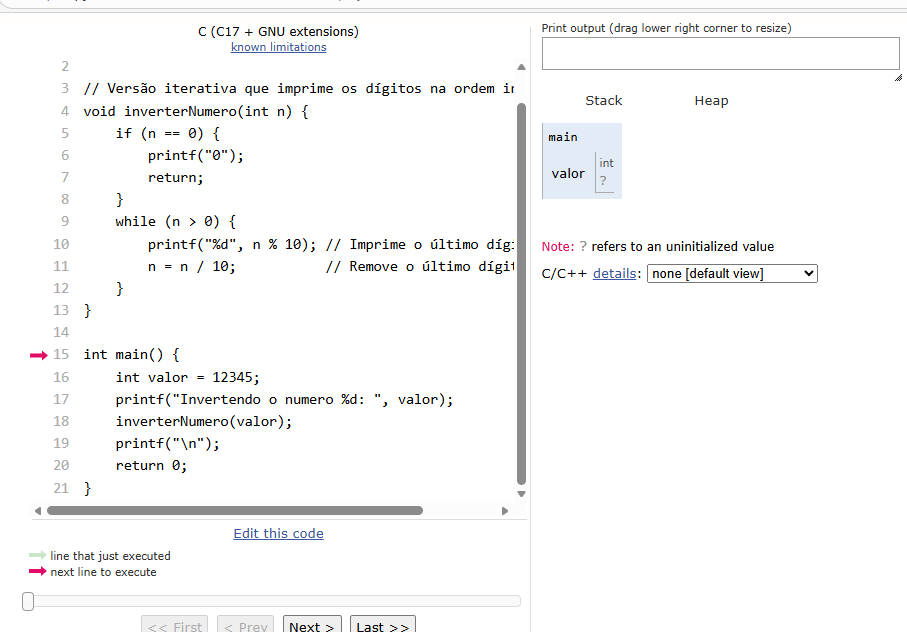 C (C17 + GNU extensions)
known limitations
2
3 // Versão iterativa que imprime os dígitos na ordem
4 void inverterNumero(int n) {
5 if (n == 0) {
6 printf("0");
7 return;
8 }
9 while (n > 0) {
10 printf("%d", n % 10); // Imprime o último
11 n = n / 10; // Remove o último
12 }
13 }
14
15 int main() {
16 int valor = 12345;
17 printf("Invertendo o numero %d: ", valor);
18 inverterNumero(valor);
19 printf("\n");
20 return 0;
21 }
Edit this code
line that just executed
next line to execute
<< First < Prev Next > Last >>
Print output (drag lower right corner to resize)
Stack Heap
main
valor int
?
Note: ? refers to an uninitialized value
C/C++ details: none [default view]